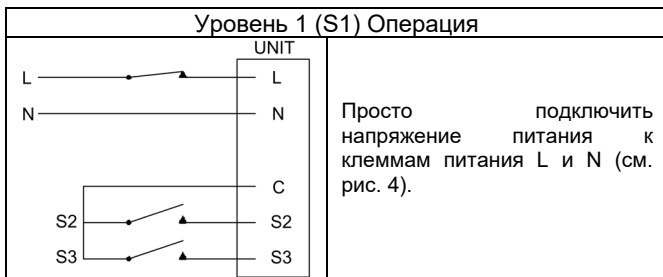 Уровень 1 (S1) Операция
UNIT
L L
N N
C
S2 S2
S3 S3
Просто подключить
напряжение питания к
клеммам питания L и N (см.
рис. 4).